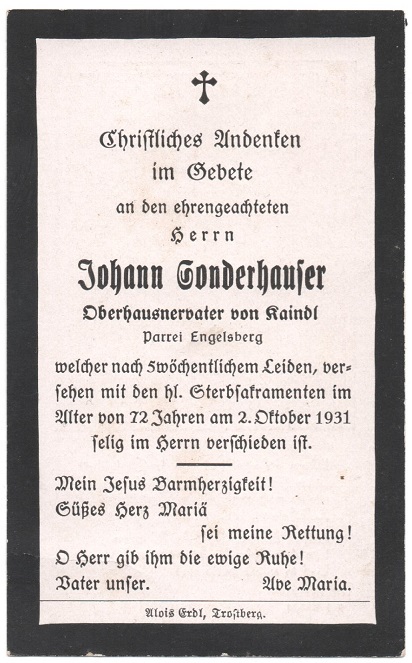 Christliches Andenken
im Gebete
an den ehrengeachteten
Herrn
Johann Sonderhauser
Oberhausnervater von Kaindl
Parrei Engelsberg
welcher nach 5wöchentlichem Leiden, ver=
sehen mit den hl. Sterbsakramenten im
Alter von 72 Jahren am 2. Oktober 1931
selig im Herrn verschieden ist.
Mein Jesus Barmherzigkeit!
Süßes Herz Mariä
sei meine Rettung!
O Herr gib ihm die ewige Ruhe!
Vater unser. Ave Maria.
Alois Erdl, Trostberg.